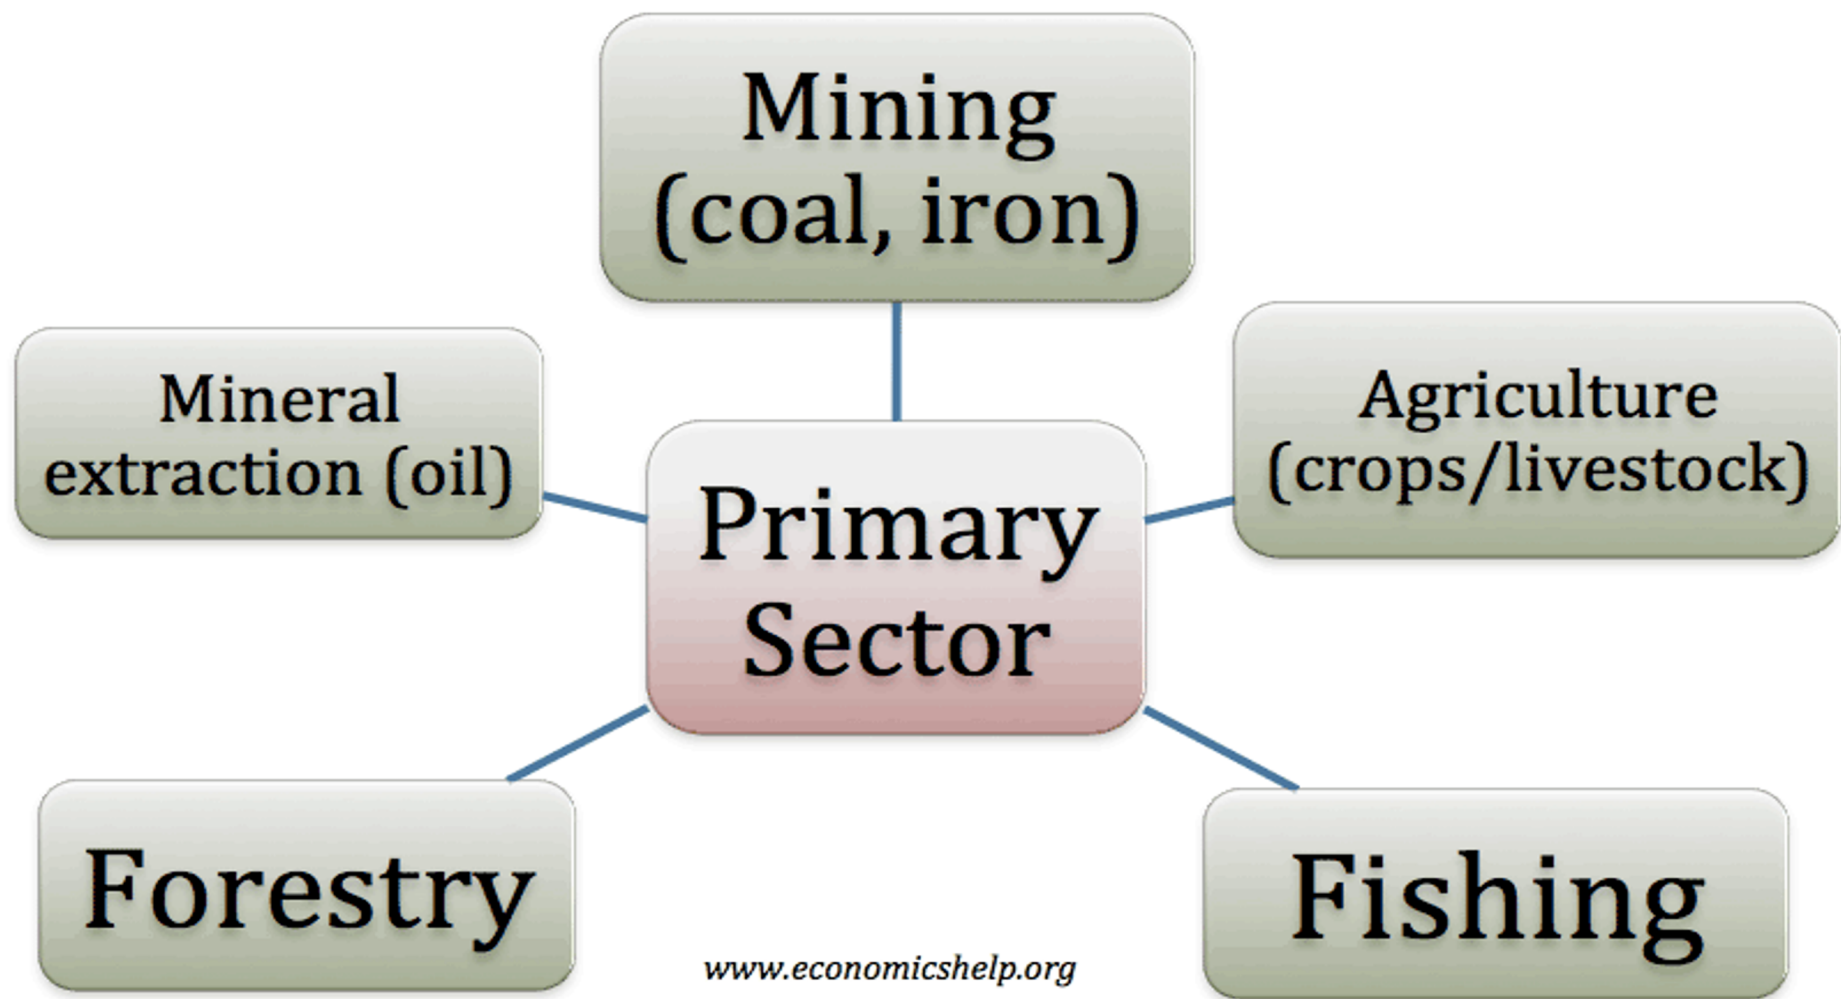 Mining
(coal, iron)
Mineral
extraction (oil)
Agriculture
(crops/livestock)
Primary
Sector
Forestry
Fishing
www.economicshelp.org